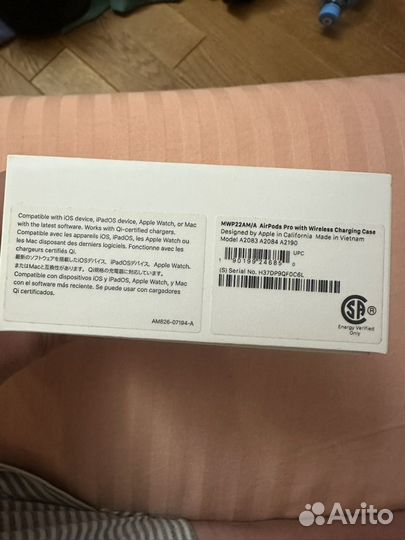 Compatible with iOS device, iPadOS device, Apple Watch, or Mac
with the latest software. Works with Qi-certified chargers.
Compatible avec les appareils iOS, iPadOS, les Apple Watch ou
les Mac disposant des derniers logiciels. Fonctionne avec les
chargeurs certifiés Qi.
最新のソフトウェアを搭載したiOSデバイス、iPadOSデバイス、Apple Watch、
またはMacと互換性があります。Qi規格の充電器に対応しています。
Compatible con dispositivos iOS y iPadOS, Apple Watch, y Mac
con el software más reciente. Se puede usar con cargadores
Qi certificados.
AM826-07194-A
MWP22AM/A AirPods Pro with Wireless Charging Case
Designed by Apple in California Made in Vietnam
Model A2083 A2084 A2190
UPC
1 90199 24689 0
(S) Serial No. H37DP9QFGC6L
SA
®
Energy Verified
Only
Avito